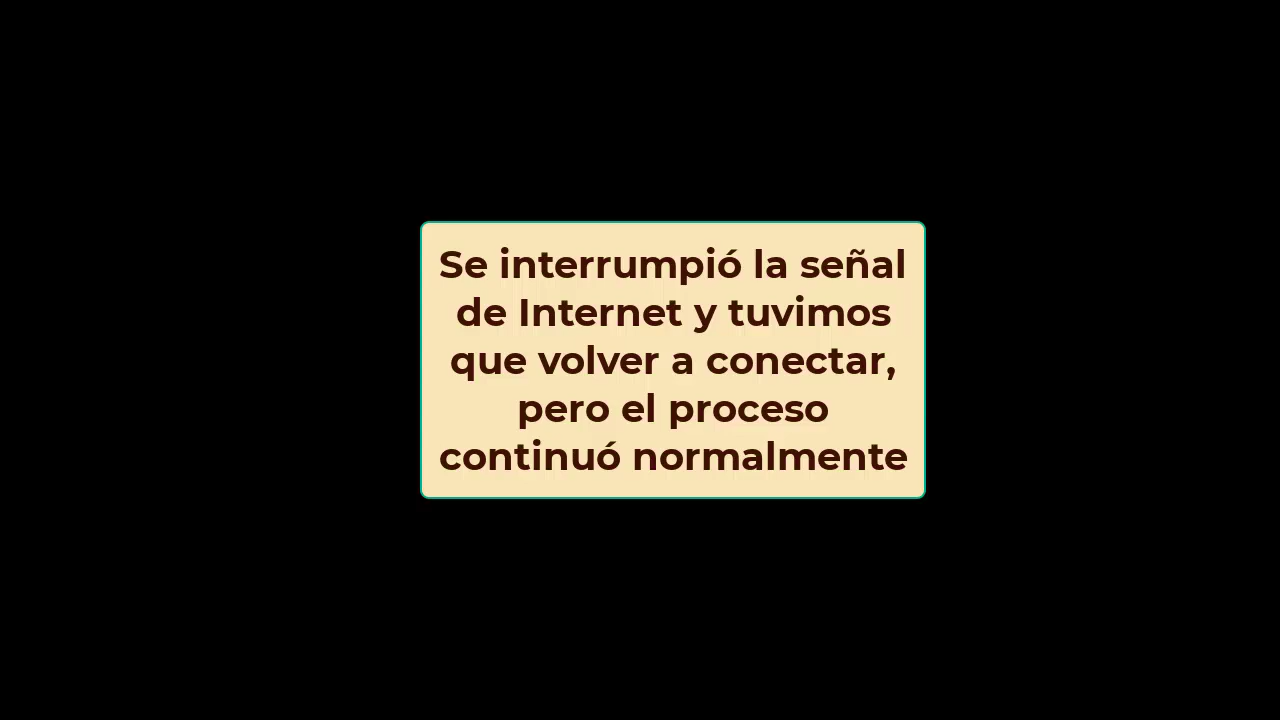 Se interrumpió la señal
de Internet y tuvimos
que volver a conectar,
pero el proceso
continuó normalmente